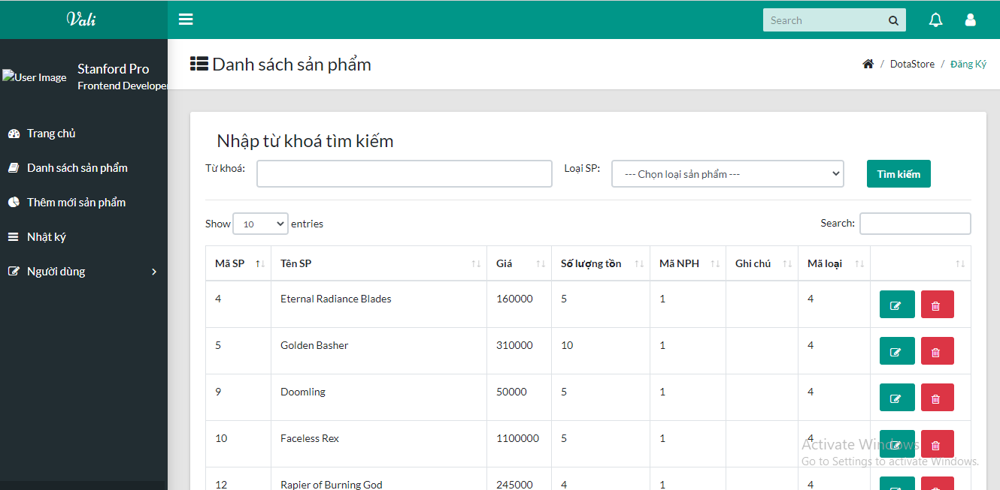 Vali
Search
User Image
Stanford Pro
Frontend Develope
Danh sách sản phẩm
/ DotaStore / Đăng Ký
Trang chủ
Danh sách sản phẩm
Thêm mới sản phẩm
Nhật ký
Người dùng
Nhập từ khoá tìm kiếm
Từ khoá: Loại SP: --- Chọn loại sản phẩm --- Tìm kiếm
Show 10 entries Search:
Mã SP Tên SP Giá Số lượng tồn Mã NPH Ghi chú Mã loại
4 Eternal Radiance Blades 160000 5 1 4
5 Golden Basher 310000 10 1 4
9 Doomling 50000 5 1 4
10 Faceless Rex 1100000 5 1 4
Activate Windows
Go to Settings to activate Windows.
12 Rapier of Burning God 245000 4 1 4